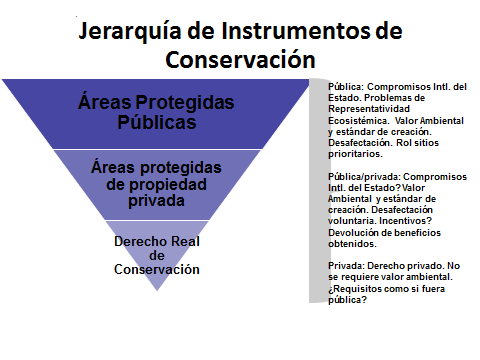 Jerarquía de Instrumentos de
Conservación
Áreas Protegidas
Públicas
Áreas protegidas
de propiedad
privada
Derecho Real
de
Conservación
Pública: Compromisos Intl. del
Estado. Problemas de
Representatividad
Ecosistémica. Valor Ambiental
y estándar de creación.
Desafectación. Rol sitios
prioritarios.
Pública/privada: Compromisos
Intl. del Estado? Valor
Ambiental y estándar de
creación. Desafectación
voluntaria. Incentivos?
Devolución de beneficios
obtenidos.
Privada: Derecho privado. No
se requiere valor ambiental.
¿Requisitos como si fuera
pública?